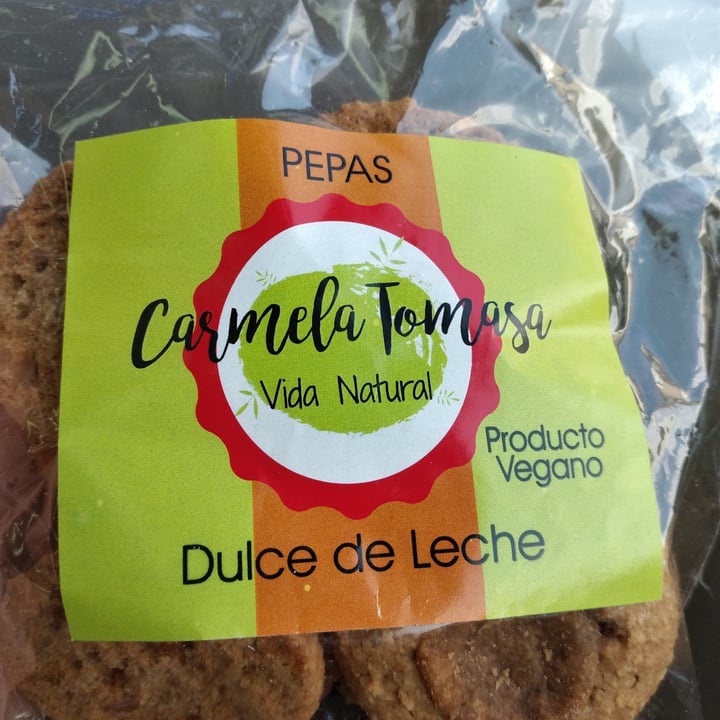 PEPAS
Carmela Tomasa
Vida Natural
Producto
Vegano
Dulce de Leche